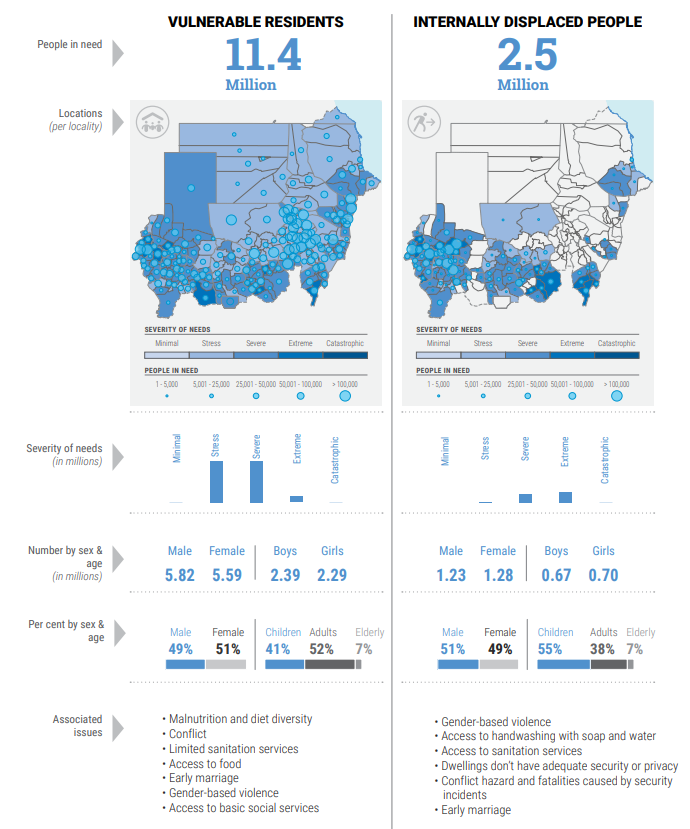 VULNERABLE RESIDENTS
INTERNALLY DISPLACED PEOPLE
People in need
11.4
Million
2.5
Million
Locations
(per locality)
SEVERITY OF NEEDS
Minimal Stress Severe Extreme Catastrophic
PEOPLE IN NEED
1 - 5,000 5,001 - 25,000 25,001 - 50,000 50,001 - 100,000 > 100,000
SEVERITY OF NEEDS
Minimal Stress Severe Extreme Catastrophic
PEOPLE IN NEED
1 - 5,000 5,001 - 25,000 25,001 - 50,000 50,001 - 100,000 > 100,000
Severity of needs
(in millions)
Minimal
Stress
Severe
Extreme
Catastrophic
Minimal
Stress
Severe
Extreme
Catastrophic
Number by sex &
age
(in millions)
Male Female Boys Girls
5.82 5.59 2.39 2.29
Male Female Boys Girls
1.23 1.28 0.67 0.70
Per cent by sex &
age
Male Female Children Adults Elderly
49% 51% 41% 52% 7%
Male Female Children Adults Elderly
51% 49% 55% 38% 7%
Associated
issues
• Malnutrition and diet diversity
• Conflict
• Limited sanitation services
• Access to food
• Early marriage
• Gender-based violence
• Access to basic social services
• Gender-based violence
• Access to handwashing with soap and water
• Access to sanitation services
• Dwellings don't have adequate security or privacy
• Conflict hazard and fatalities caused by security
incidents
• Early marriage